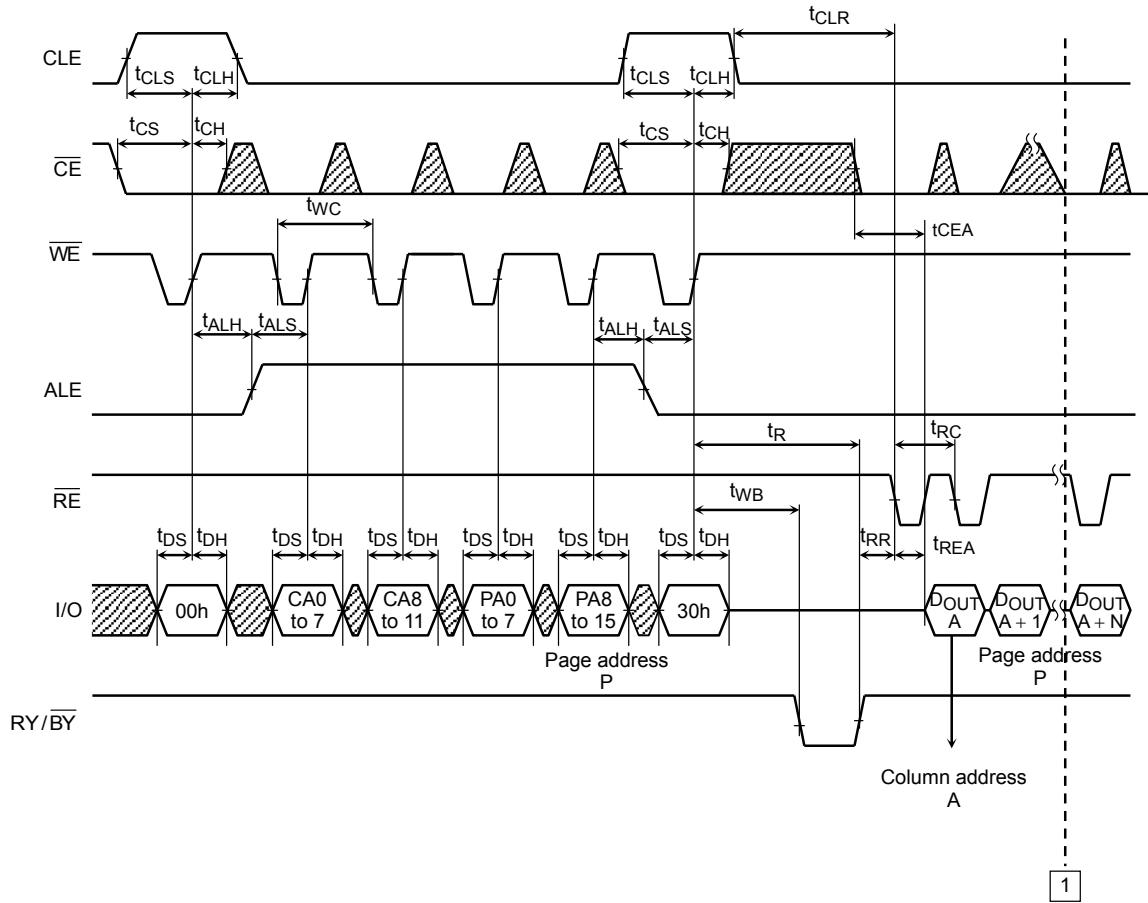 tCLR
CLE
tCLS tCLH tCLS tCLH
tCS tCH tCS tCH
CE
tWC
tCEA
WE
tALH tALS tALH tALS
ALE
tR tRC
RE
tWB
tDS tDH tDS tDH tDS tDH tDS tDH tDS tDH tDS tDH tRR tREA
I/O
00h
CA0
to 7
CA8
to 11
PA0
to 7
PA8
to 15
30h
DOUT
A
DOUT
A + 1
DOUT
A + N
Page address
P
Page address
P
RY/BY
Column address
A
1